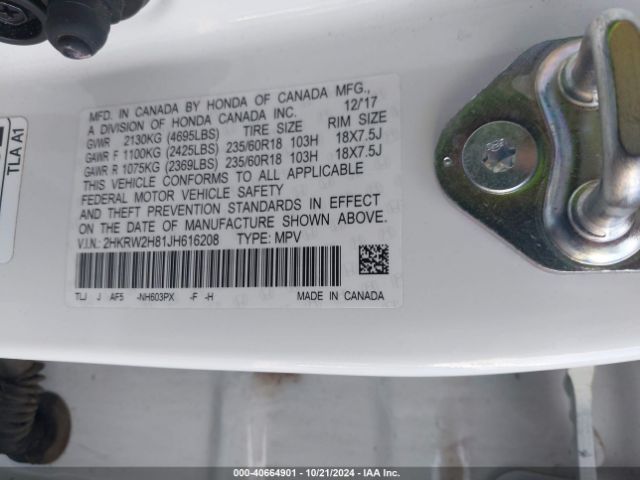 MFD. IN CANADA BY HONDA OF CANADA MFG.,
A DIVISION OF HONDA CANADA INC. 12/17
GVWR 2130KG (4695LBS) TIRE SIZE RIM SIZE
GAWR F 1100KG (2425LBS) 235/60R18 103H 18X7.5J
GAWR R 1075KG (2369LBS) 235/60R18 103H 18X7.5J
THIS VEHICLE CONFORMS TO ALL APPLICABLE
FEDERAL MOTOR VEHICLE SAFETY
AND THEFT PREVENTION STANDARDS IN EFFECT
ON THE DATE OF MANUFACTURE SHOWN ABOVE.
V.I.N.: 2HKRW2H81JH616208 TYPE: MPV
TLJ J AF5 -NH603PX -F -H MADE IN CANADA
TLA A1
000-40664901 | 10/21/2024 | IAA Inc.